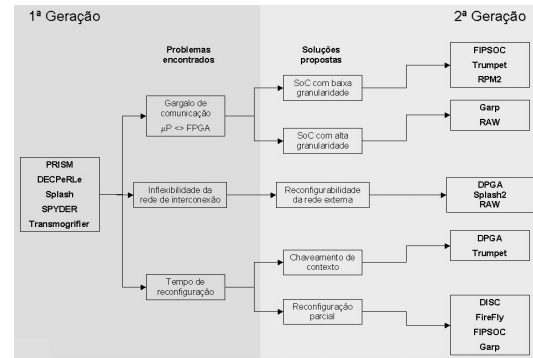 1ª Geração
2ª Geração
Problemas
encontrados
Soluções
propostas
PRISM
DECPeRLe
Splash
SPYDER
Transmogrifier
Gargalo de
comunicação
µP <> FPGA
Inflexibilidade da
rede de interconexão
Tempo de
reconfiguração
SoC com baixa
granularidade
SoC com alta
granularidade
Reconfigurabilidade
da rede externa
Chaveamento de
contexto
Reconfiguração
parcial
FIPSOC
Trumpet
RPM2
Garp
RAW
DPGA
Splash2
RAW
DPGA
Trumpet
DISC
FireFly
FIPSOC
Garp